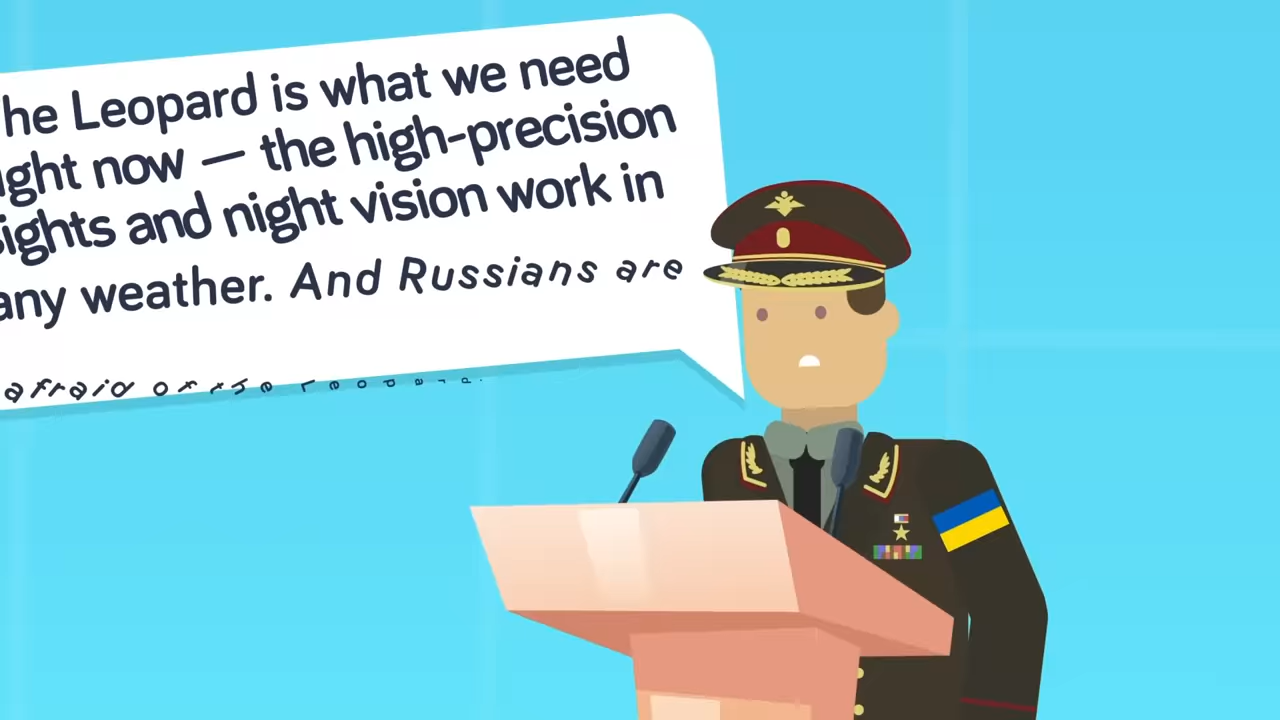 he Leopard is what we need
ight now — the high-precision
sights and night vision work in
any weather. And Russians are
afraid of the Leopard.